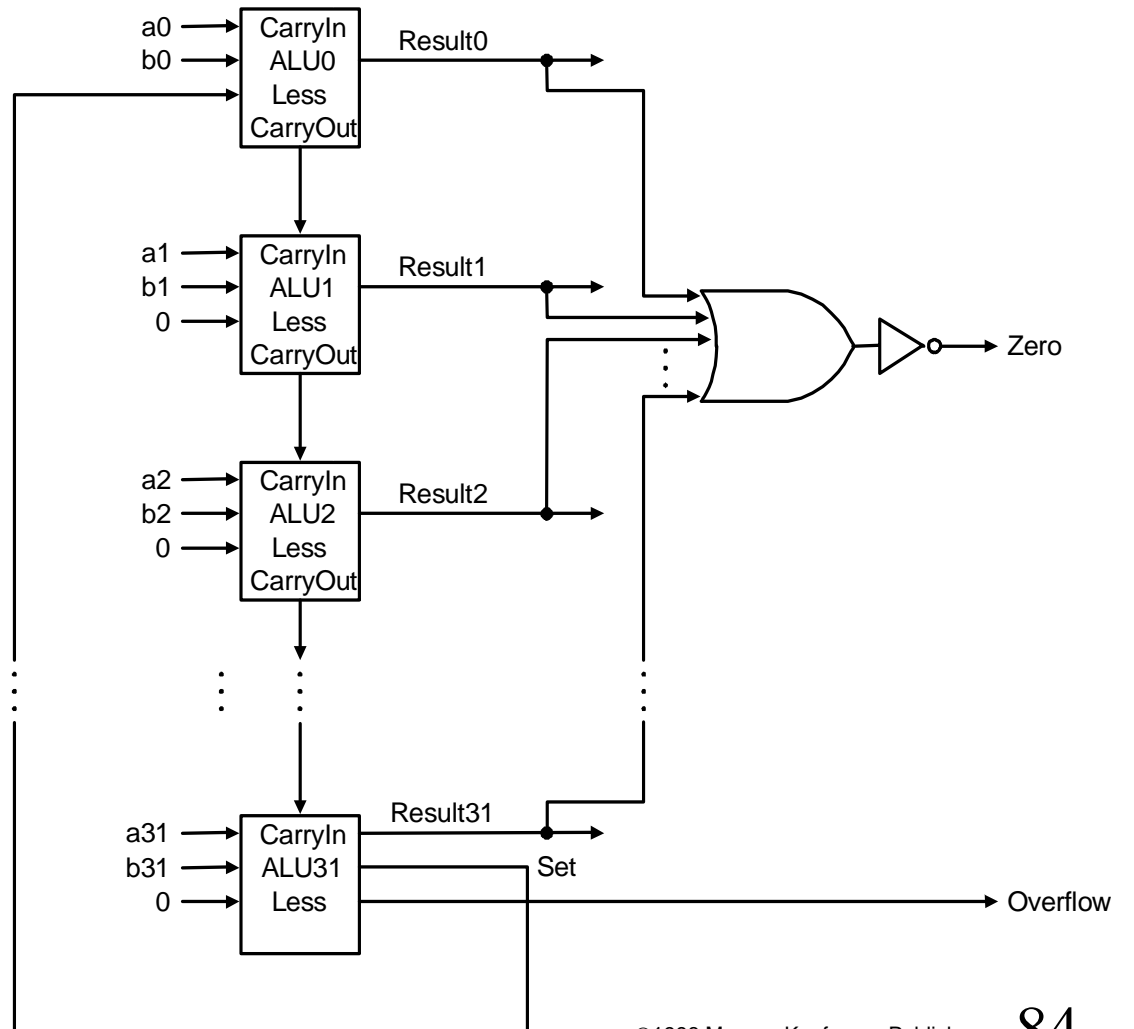 a0
CarryIn
Result0
b0
ALU0
Less
CarryOut
a1
CarryIn
Result1
b1
ALU1
0
Less
CarryOut
Zero
a2
CarryIn
Result2
b2
ALU2
0
Less
CarryOut
a31
CarryIn
Result31
b31
ALU31
Set
0
Less
Overflow
84